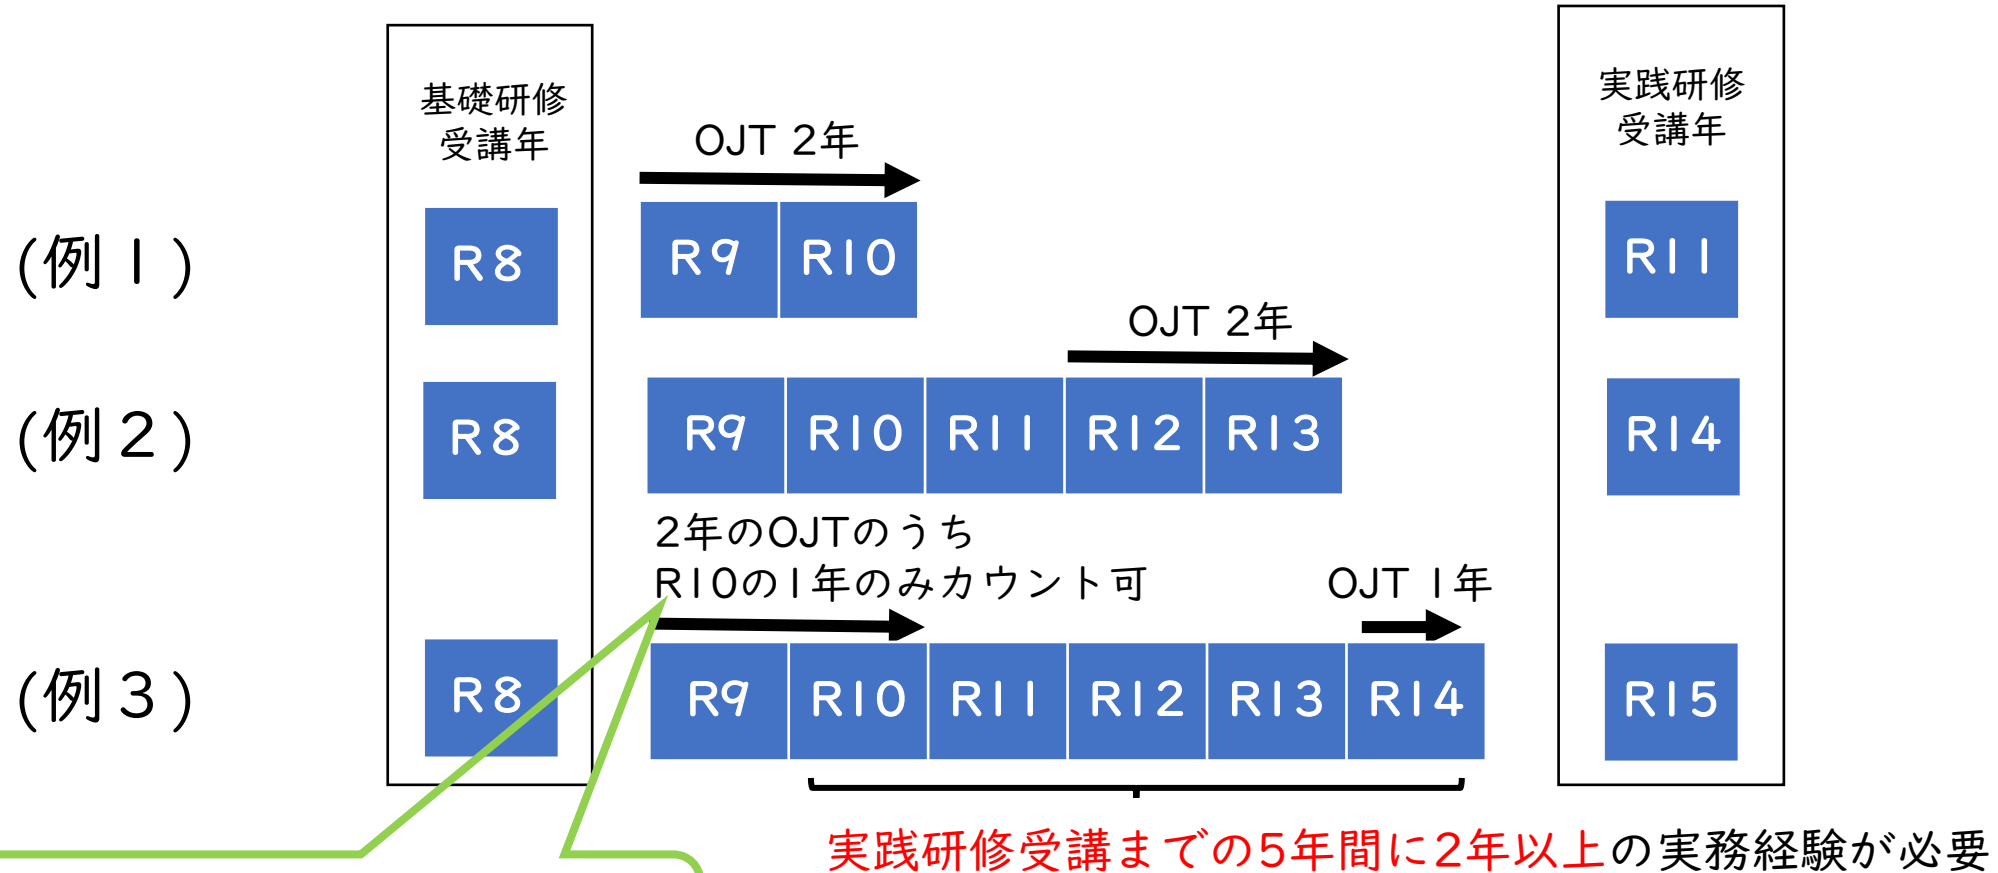 基礎研修
受講年
実践研修
受講年
OJT 2年
(例1)
R8
R9
R10
R11
OJT 2年
(例2)
R8
R9
R10
R11
R12
R13
R14
2年のOJTのうち
R10の1年のみカウント可
OJT 1年
(例3)
R8
R9
R10
R11
R12
R13
R14
R15
実践研修受講までの5年間に2年以上の実務経験が必要